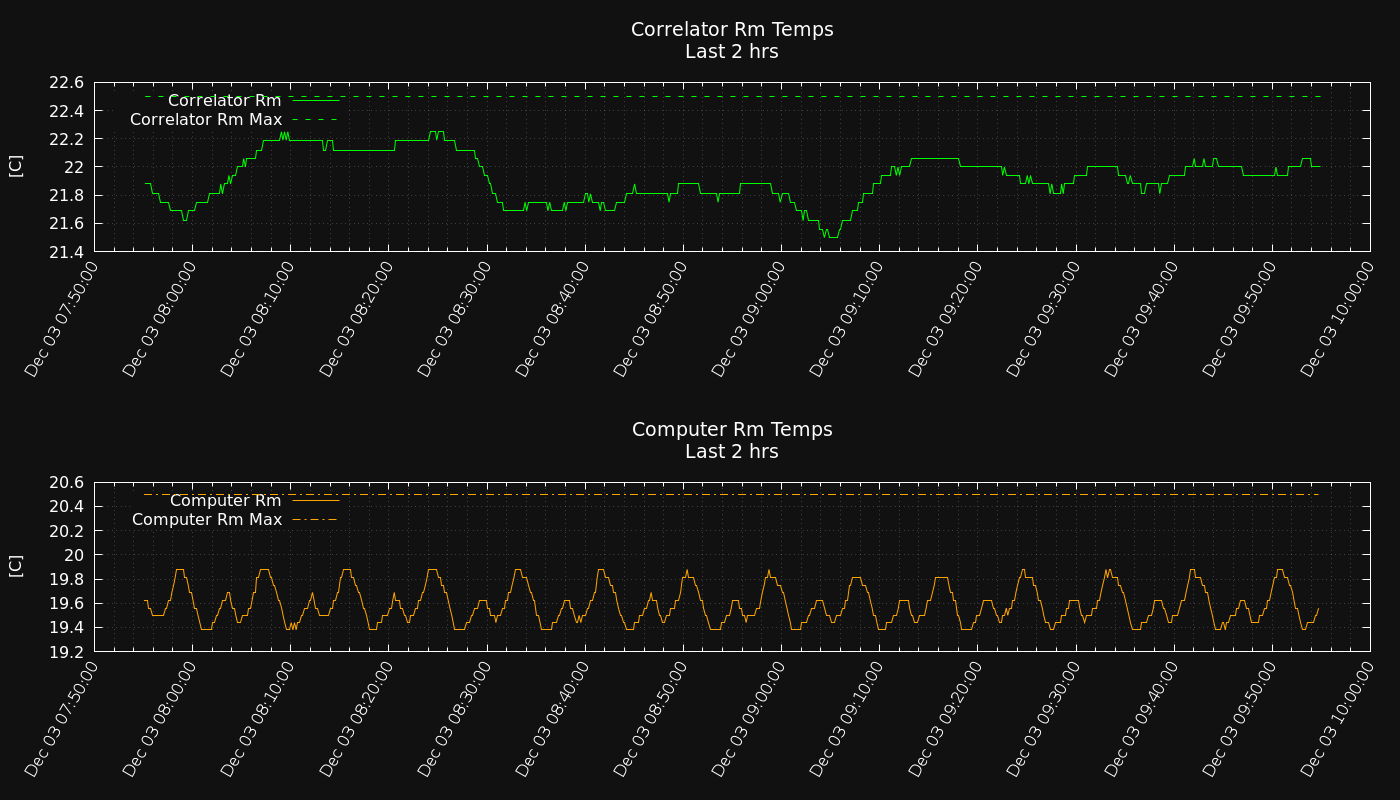 Correlator Rm Temps
Last 2 hrs
[C]
22.6
22.4
22.2
22
21.8
21.6
21.4
Correlator Rm
Correlator Rm Max
Dec 03 07:50:00
Dec 03 08:00:00
Dec 03 08:10:00
Dec 03 08:20:00
Dec 03 08:30:00
Dec 03 08:40:00
Dec 03 08:50:00
Dec 03 09:00:00
Dec 03 09:10:00
Dec 03 09:20:00
Dec 03 09:30:00
Dec 03 09:40:00
Dec 03 09:50:00
Dec 03 10:00:00
Computer Rm Temps
Last 2 hrs
[C]
20.6
20.4
20.2
20
19.8
19.6
19.4
19.2
Computer Rm
Computer Rm Max
Dec 03 07:50:00
Dec 03 08:00:00
Dec 03 08:10:00
Dec 03 08:20:00
Dec 03 08:30:00
Dec 03 08:40:00
Dec 03 08:50:00
Dec 03 09:00:00
Dec 03 09:10:00
Dec 03 09:20:00
Dec 03 09:30:00
Dec 03 09:40:00
Dec 03 09:50:00
Dec 03 10:00:00